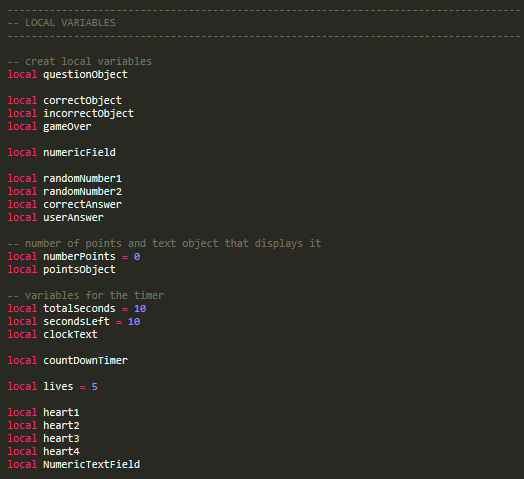 -----------------------------------------------------------------------------------------
-- LOCAL VARIABLES
-----------------------------------------------------------------------------------------
-- creat local variables
local questionObject
local correctObject
local incorrectObject
local gameOver
local numericField
local randomNumber1
local randomNumber2
local correctAnswer
local userAnswer
-- number of points and text object that displays it
local numberPoints = 0
local pointsObject
-- variables for the timer
local totalSeconds = 10
local secondsLeft = 10
local clockText
local countDownTimer
local lives = 5
local heart1
local heart2
local heart3
local heart4
local NumericTextField